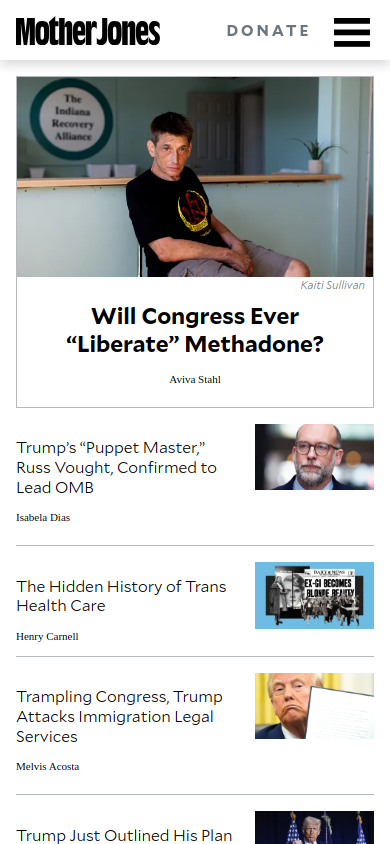 Mother Jones
DONATE
The
Indiana
Recovery
Alliance
Kaiti Sullivan
Will Congress Ever
“Liberate” Methadone?
Aviva Stahl
Trump’s “Puppet Master,”
Russ Vought, Confirmed to
Lead OMB
Isabela Dias
The Hidden History of Trans
Health Care
Henry Carnell
DAILY NEWS
EX-GI BECOMES
BLONDE BEAUTY
Trampling Congress, Trump
Attacks Immigration Legal
Services
Melvis Acosta
Trump Just Outlined His Plan